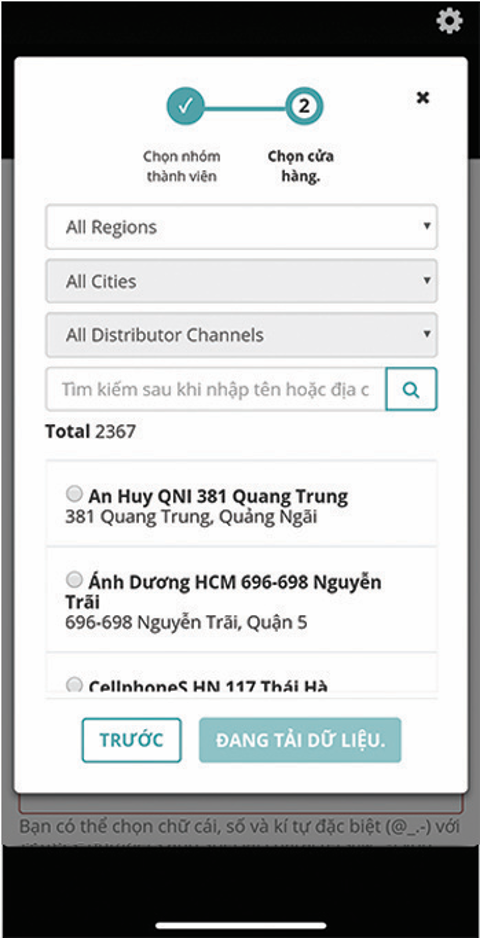 2
Chọn nhóm
thành viên
Chọn cửa
hàng.
All Regions
All Cities
All Distributor Channels
Tìm kiếm sau khi nhập tên hoặc địa c
Total 2367
An Huy QNI 381 Quang Trung
381 Quang Trung, Quảng Ngãi
Ánh Dương HCM 696-698 Nguyễn
Trãi
696-698 Nguyễn Trãi, Quận 5
CellphoneS HN 117 Thái Hà
TRƯỚC
ĐANG TẢI DỮ LIỆU.
Bạn có thể chọn chữ cái, số và kí tự đặc biệt (@_.-) với